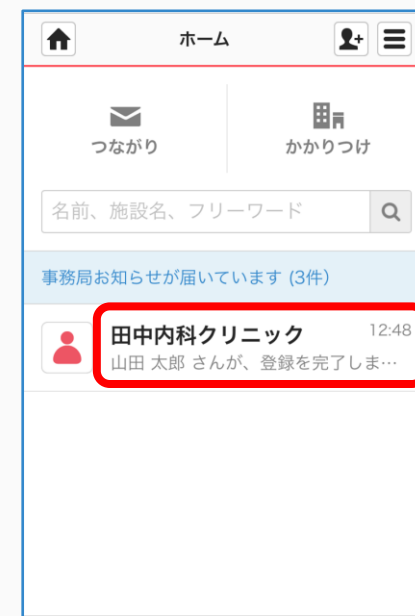 ホーム
つながり
かかりつけ
名前、施設名、フリーワード
事務局お知らせが届いています (3件)
田中内科クリニック 12:48
山田 太郎 さんが、登録を完了しま…